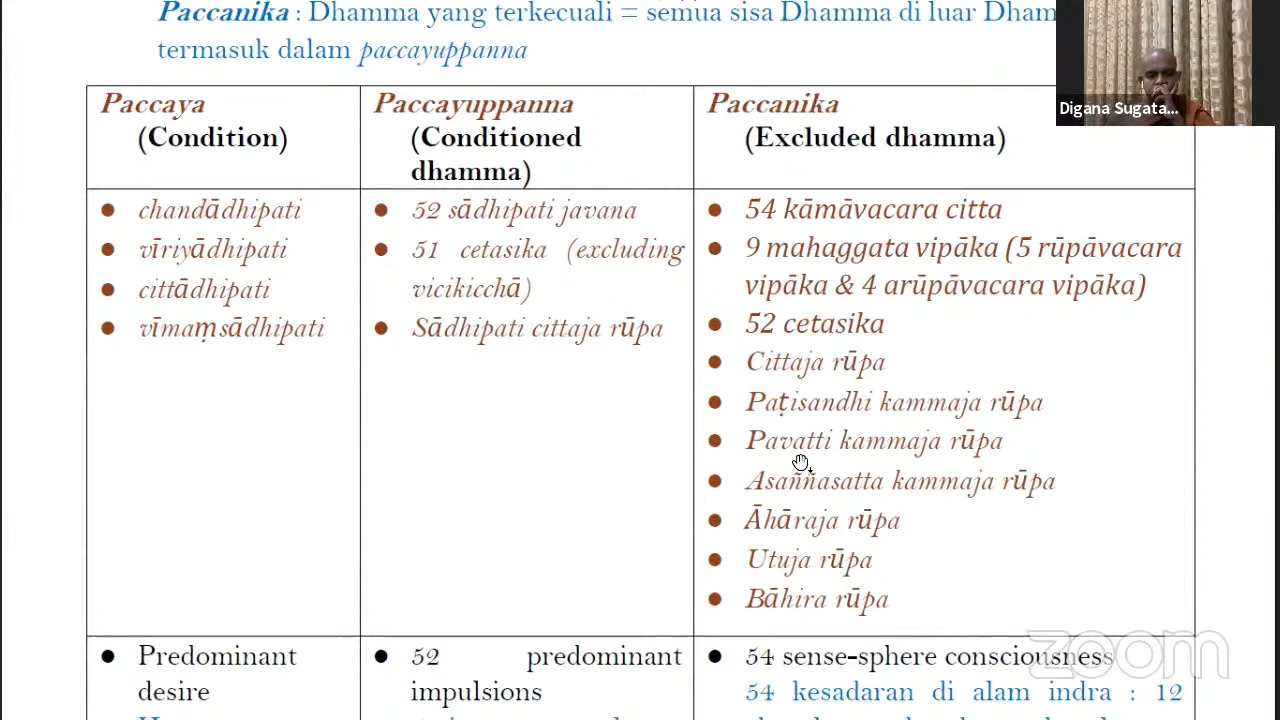 Paccanika : Dhamma yang terkecuali = semua sisa Dhamma di luar
termasuk dalam paccayuppanna
Digana Sugata...
Paccaya
(Condition)
Paccayuppanna
(Conditioned
dhamma)
Paccanika
(Excluded dhamma)
● chandādhipati
● vīriyādhipati
● cittādhipati
● vīmaṃsādhipati
● 52 sādhipati javana
● 51 cetasika (excluding
vicikicchā)
● Sādhipati cittaja rūpa
● 54 kāmāvacara citta
● 9 mahaggata vipāka (5 rūpāvacara
vipāka & 4 arūpāvacara vipāka)
● 52 cetasika
● Cittaja rūpa
● Paṭisandhi kammaja rūpa
● Pavatti kammaja rūpa
● Asaññasatta kammaja rūpa
● Āhāraja rūpa
● Utuja rūpa
● Bāhira rūpa
● Predominant
desire
● 52 predominant
impulsions
● 54 sense-sphere consciousness
54 kesadaran di alam indra : 12
zoom